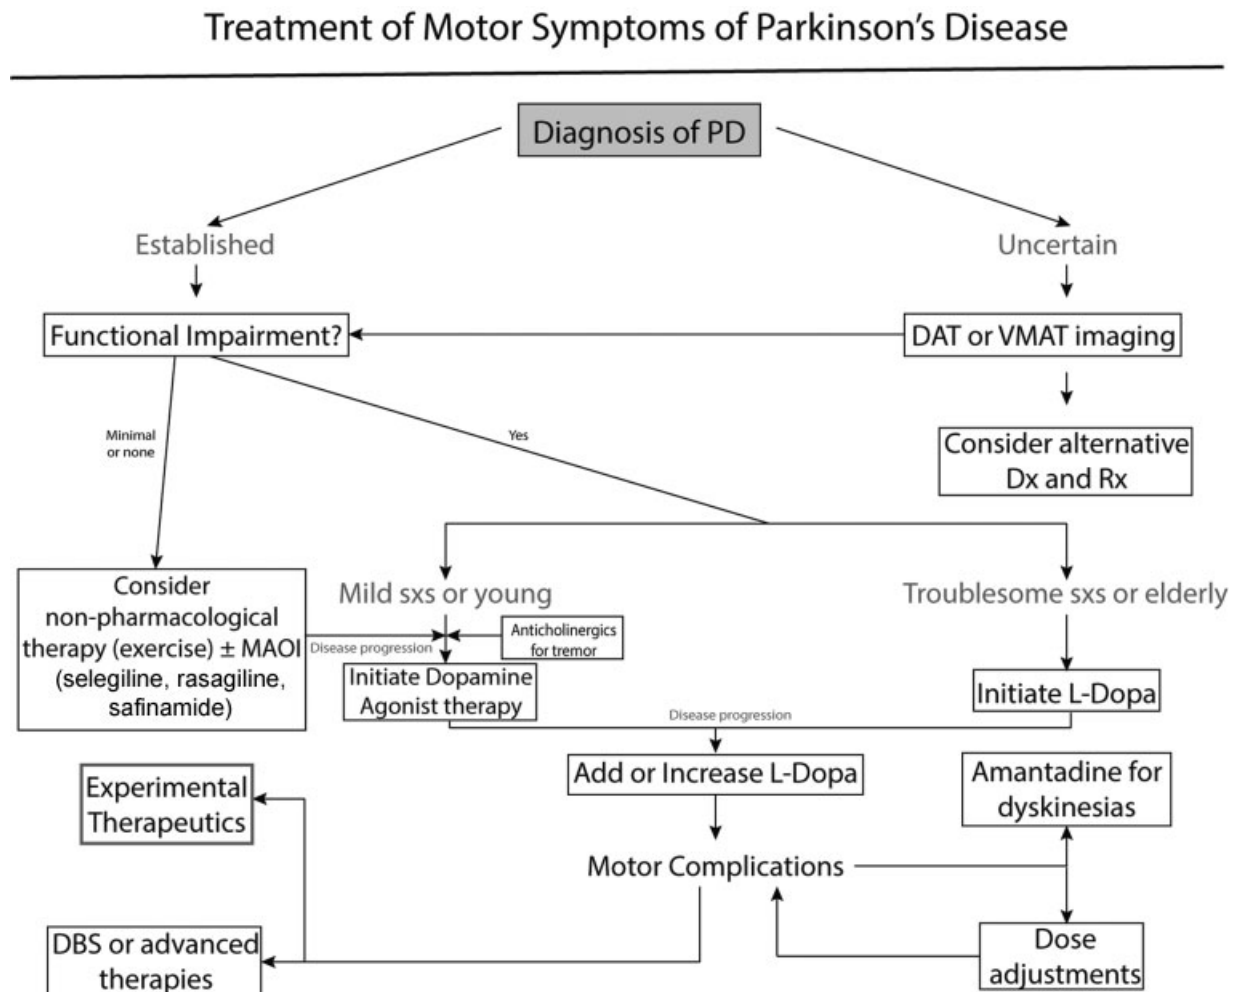 Treatment of Motor Symptoms of Parkinson's Disease
Diagnosis of PD
Established
Uncertain
Functional Impairment?
DAT or VMAT imaging
Minimal
or none
Yes
Consider alternative
Dx and Rx
Consider
non-pharmacological
therapy (exercise) ± MAOI
(selegiline, rasagiline,
safinamide)
Mild sxs or young
Troublesome sxs or elderly
Disease progression
Anticholinergics
for tremor
Initiate Dopamine
Agonist therapy
Initiate L-Dopa
Disease progression
Add or Increase L-Dopa
Amantadine for
dyskinesias
Experimental
Therapeutics
Motor Complications
DBS or advanced
therapies
Dose
adjustments